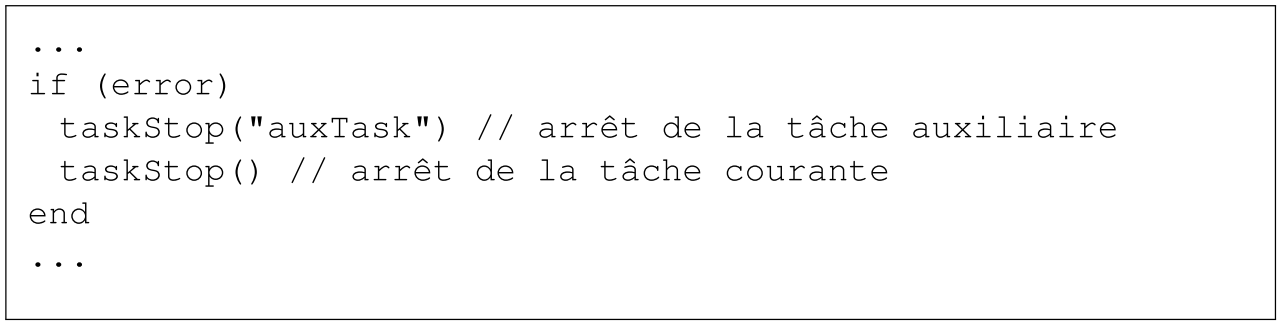 ...
if (error)
  taskStop("auxTask") // arrêt de la tâche auxiliaire
  taskStop() // arrêt de la tâche courante
end
...